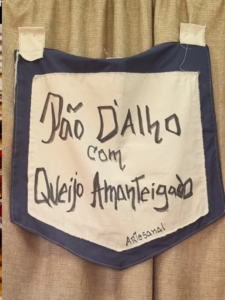 Pão D'Alho
com
Queijo Amanteigado
Artesanal